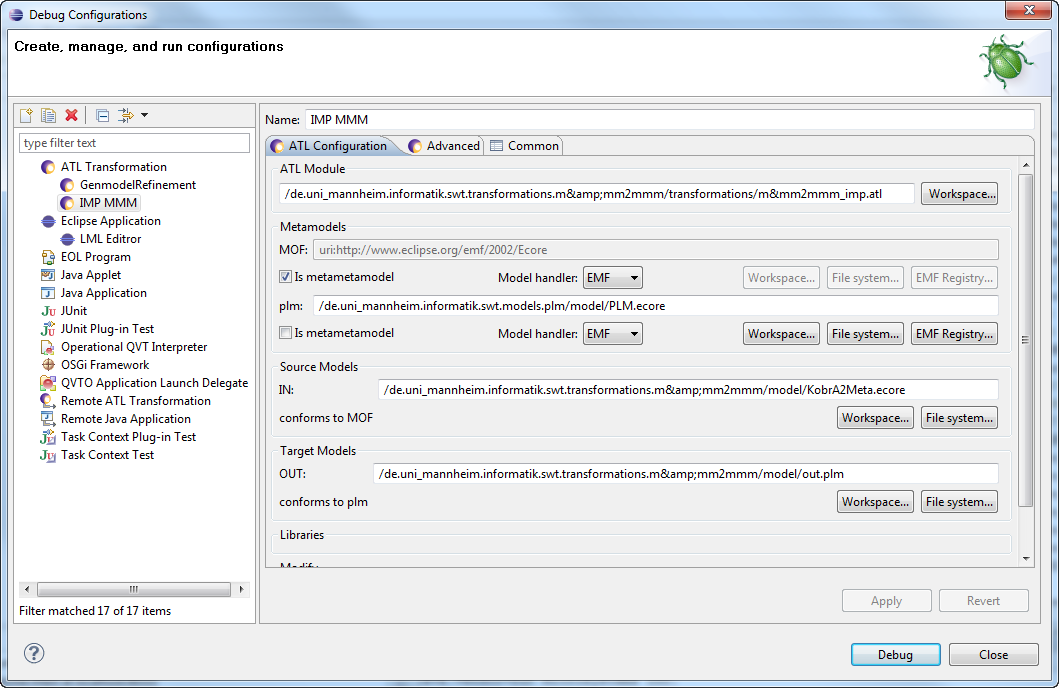 Debug Configurations
Create, manage, and run configurations
type filter text
ATL Transformation
GenmodelRefinement
IMP MMM
Eclipse Application
LML Editror
EOL Program
Java Applet
Java Application
JUnit
JUnit Plug-in Test
Operational QVT Interpreter
OSGi Framework
QVTO Application Launch Delegate
Remote ATL Transformation
Remote Java Application
Task Context Plug-in Test
Task Context Test
Filter matched 17 of 17 items
Name: IMP MMM
ATL Configuration Advanced Common
ATL Module
/de.uni_mannheim.informatik.swt.transformations.m&amp;mm2mmm/transformations/m&mm2mmm_imp.atl Workspace...
Metamodels
MOF: uri:http://www.eclipse.org/emf/2002/Ecore
Is metametamodel Model handler: EMF Workspace... File system... EMF Registry...
plm: /de.uni_mannheim.informatik.swt.models.plm/model/PLM.ecore
Is metametamodel Model handler: EMF Workspace... File system... EMF Registry...
Source Models
IN: /de.uni_mannheim.informatik.swt.transformations.m&amp;mm2mmm/model/KobrA2Meta.ecore
conforms to MOF Workspace... File system...
Target Models
OUT: /de.uni_mannheim.informatik.swt.transformations.m&amp;mm2mmm/model/out.plm
conforms to plm Workspace... File system...
Libraries
Modify
Apply Revert
Debug Close